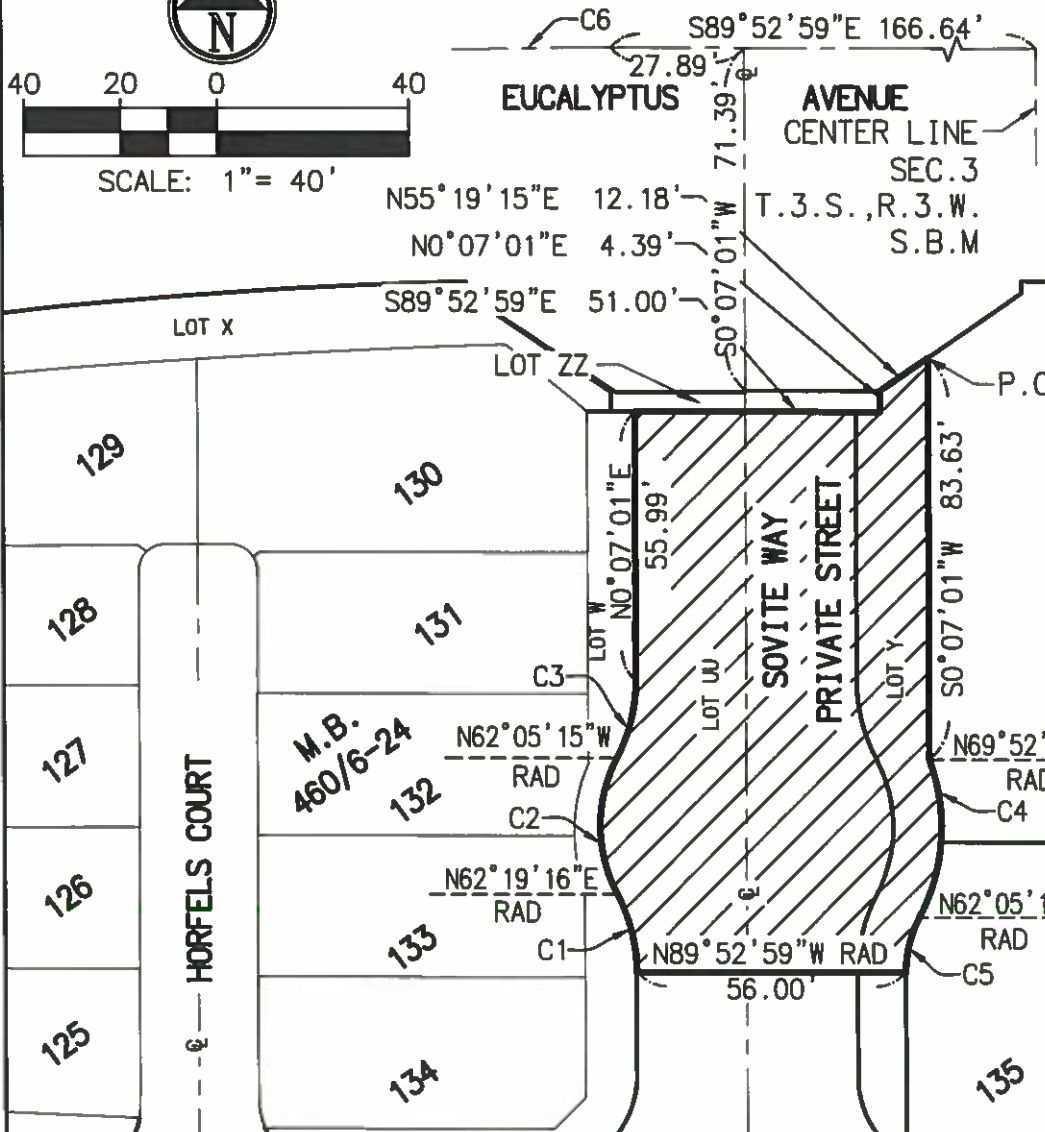 N
40 20 0 40
SCALE: 1"= 40'
C6
S89°52'59"E 166.64'
27.89'
℄
71.39'
S0°07'01"W
EUCALYPTUS AVENUE
CENTER LINE
SEC.3
T.3.S.,R.3.W.
S.B.M
N55°19'15"E 12.18'
N0°07'01"E 4.39'
S89°52'59"E 51.00'
LOT X
LOT ZZ
P.O
129
130
N0°07'01"E
55.99'
SOVITE WAY
PRIVATE STREET
83.63'
S0°07'01"W
128
131
LOT W
LOT UU
LOT Y
C3
127
M.B.
460/6-24
132
N62°05'15"W
RAD
N69°52'
RAD
C4
C2
HORFELS COURT
℄
126
N62°19'16"E
RAD
℄
N62°05'1
RAD
133
C1
N89°52'59"W RAD
C5
56.00'
125
134
135